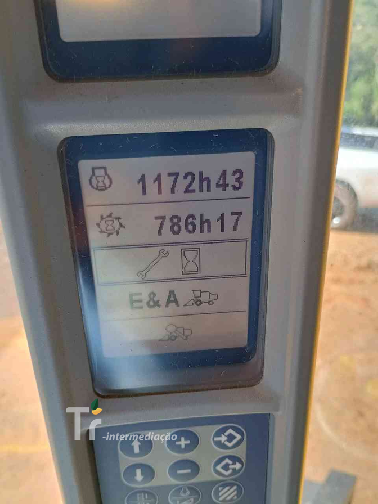 1172h43
786h17
E&A
Tr
-Intermediação